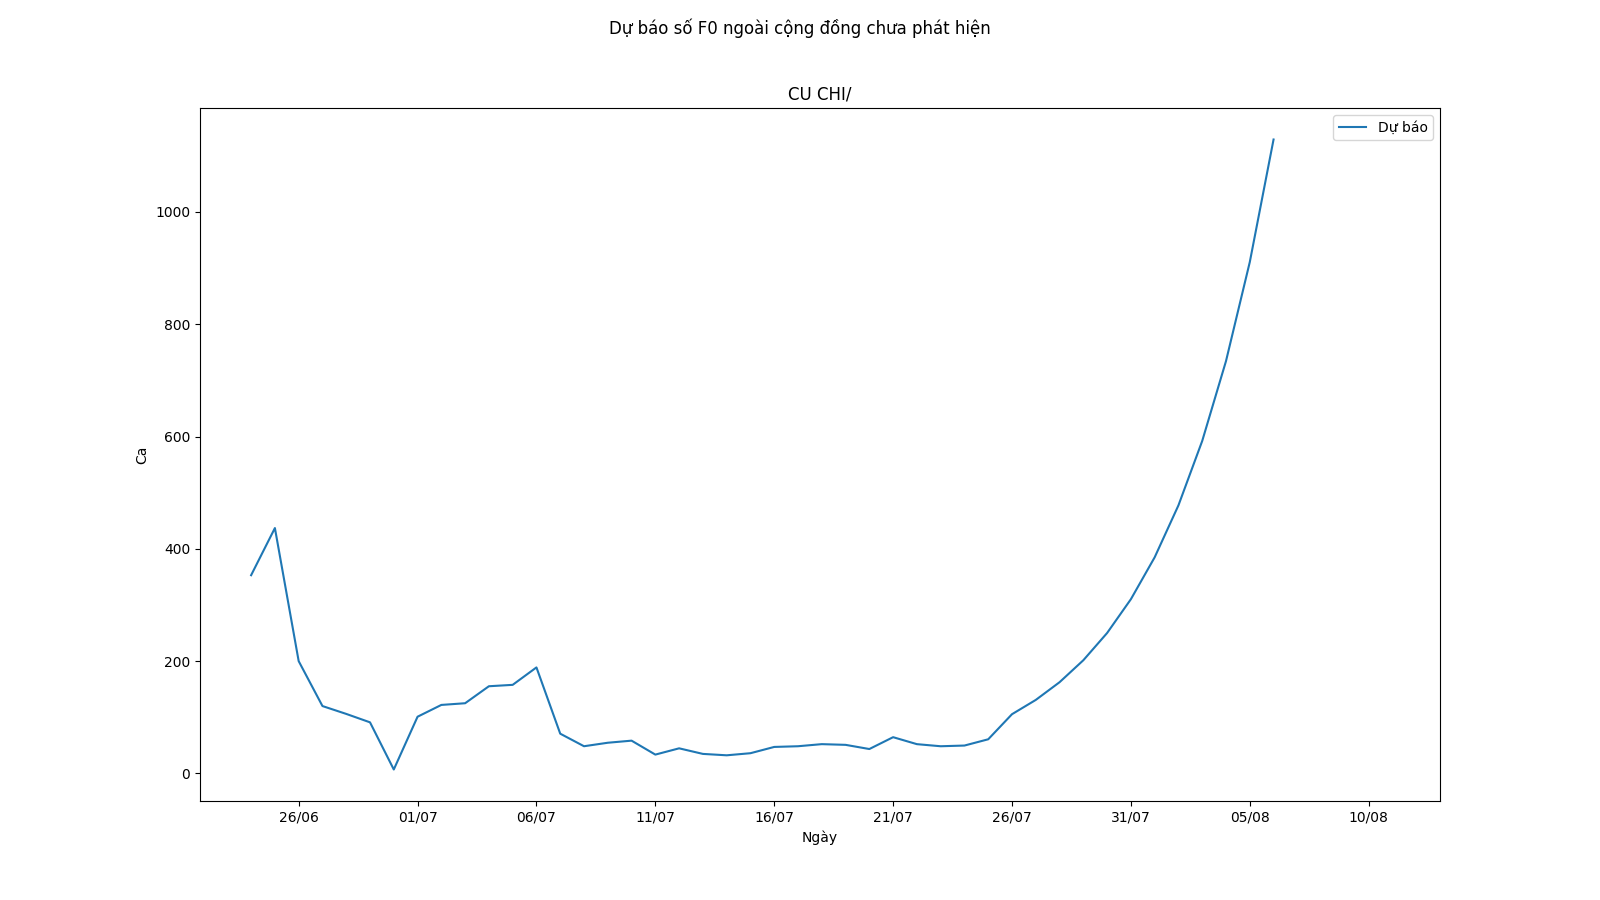 Dự báo số F0 ngoài cộng đồng chưa phát hiện
CU CHI/
Dự báo
1000
800
600
400
200
0
Ca
26/06 01/07 06/07 11/07 16/07 21/07 26/07 31/07 05/08 10/08
Ngày